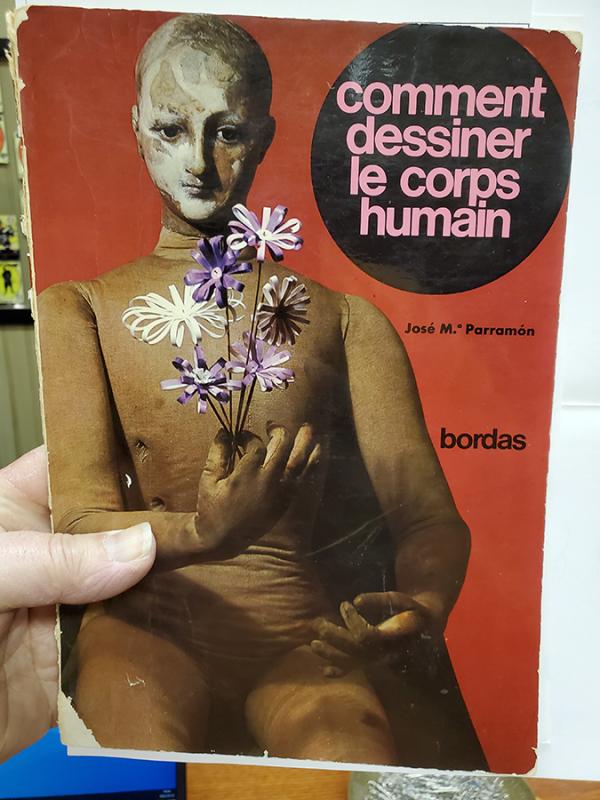 comment
dessiner
le corps
humain
José M.ª Parramón
bordas